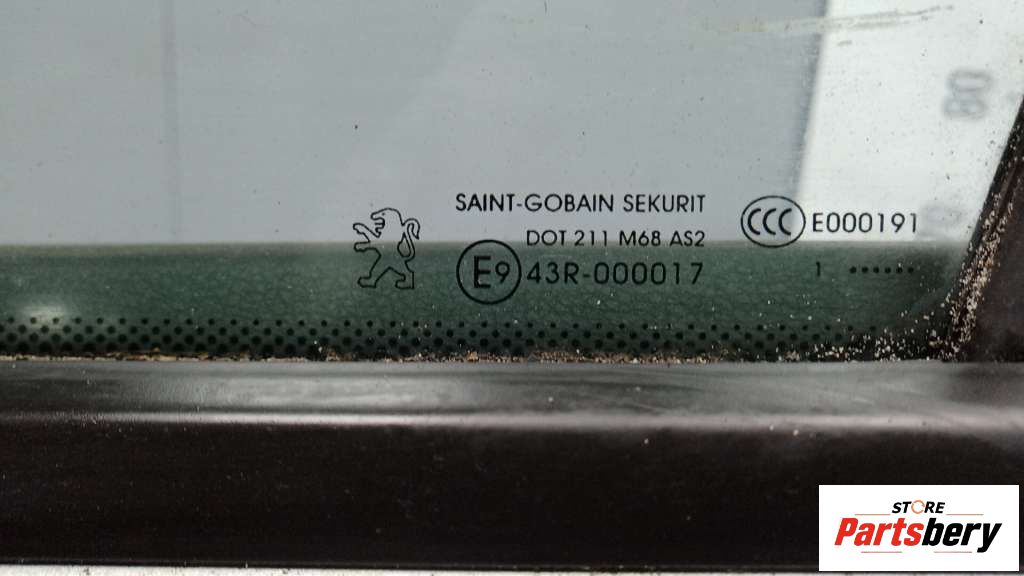 SAINT-GOBAIN SEKURIT
DOT 211 M68 AS2
E9 43R-000017
CCC E000191
1 ••••••
80
STORE
Partsbery